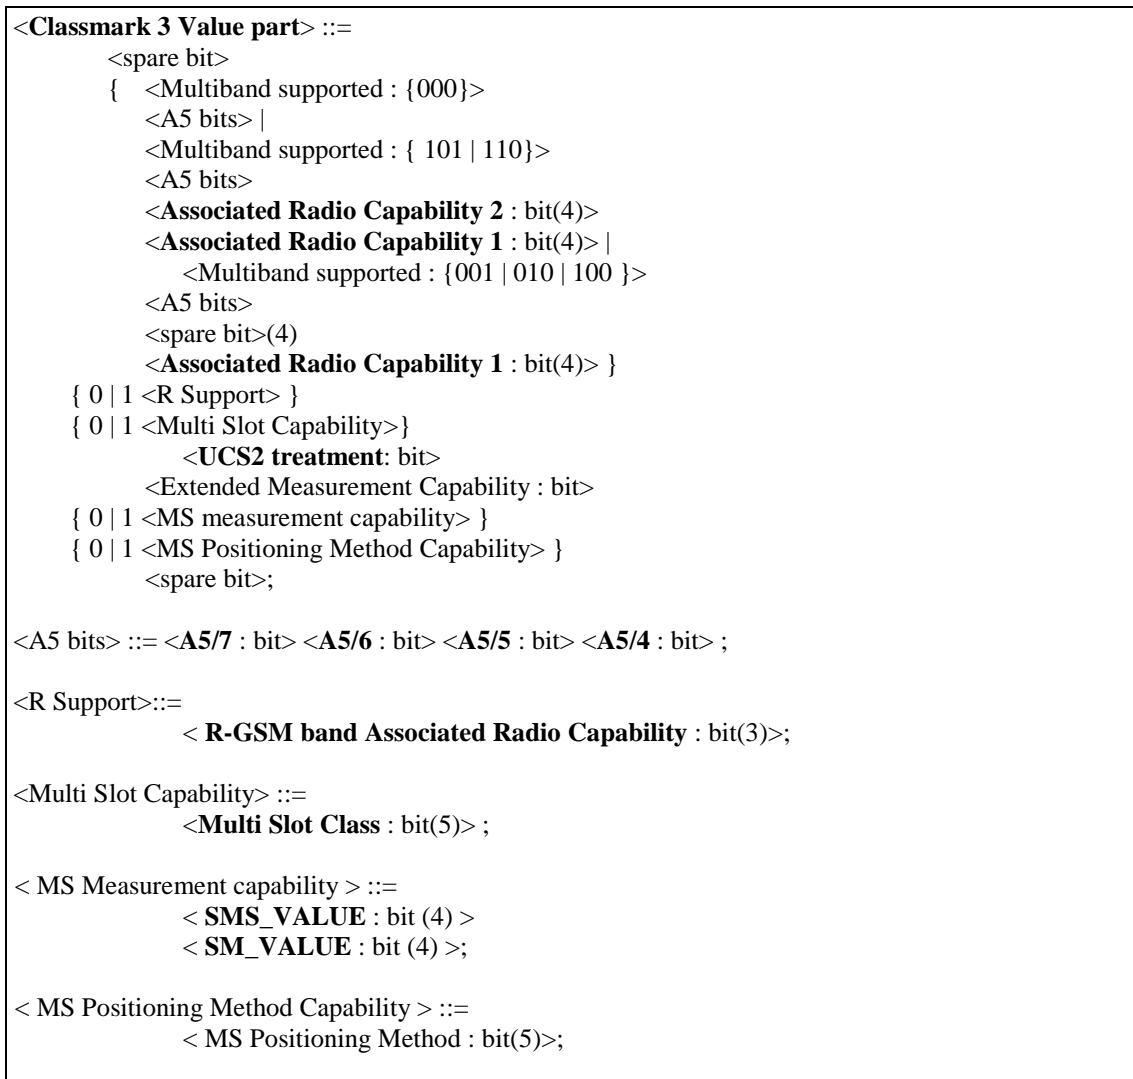 <Classmark 3 Value part> ::=
<spare bit>
{ <Multiband supported : {000}>
<A5 bits> |
<Multiband supported : { 101 | 110}>
<A5 bits>
<Associated Radio Capability 2 : bit(4)>
<Associated Radio Capability 1 : bit(4)> |
<Multiband supported : {001 | 010 | 100 }>
<A5 bits>
<spare bit>(4)
<Associated Radio Capability 1 : bit(4)> }
{ 0 | 1 <R Support> }
{ 0 | 1 <Multi Slot Capability>}
<UCS2 treatment: bit>
<Extended Measurement Capability : bit>
{ 0 | 1 <MS measurement capability> }
{ 0 | 1 <MS Positioning Method Capability> }
<spare bit>;
<A5 bits> ::= <A5/7 : bit> <A5/6 : bit> <A5/5 : bit> <A5/4 : bit> ;
<R Support>::=
< R-GSM band Associated Radio Capability : bit(3)>;
<Multi Slot Capability> ::=
<Multi Slot Class : bit(5)> ;
< MS Measurement capability > ::=
< SMS_VALUE : bit (4) >
< SM_VALUE : bit (4) >;
< MS Positioning Method Capability > ::=
< MS Positioning Method : bit(5)>;